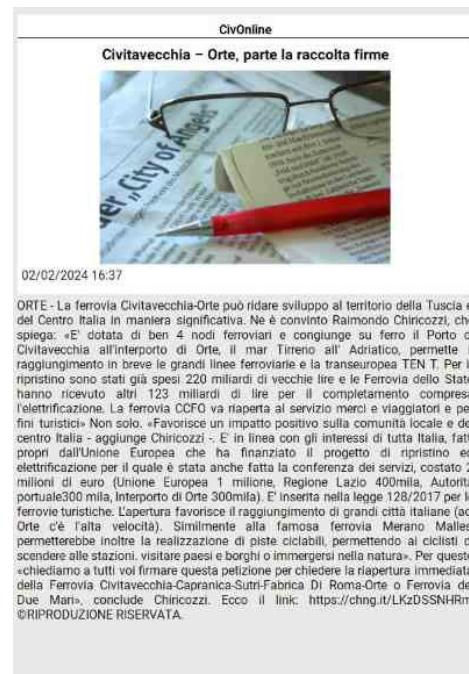 CivOnline
Civitavecchia – Orte, parte la raccolta firme
der „City of Angels“
02/02/2024 16:37
ORTE - La ferrovia Civitavecchia-Orte può ridare sviluppo al territorio della Tuscia e
del Centro Italia in maniera significativa. Ne è convinto Raimondo Chiricozzi, che
spiega: «E' dotata di ben 4 nodi ferroviari e congiunge su ferro il Porto
Civitavecchia all'interporto di Orte, il mar Tirreno all' Adriatico, permette
raggiungimento in breve le grandi linee ferroviarie e la transeuropea TEN T. Per
ripristino sono stati già spesi 220 miliardi di vecchie lire e le Ferrovia dello
hanno ricevuto altri 123 miliardi di lire per il completamento compresa
l'elettrificazione. La ferrovia CCFO va riaperta al servizio merci e viaggiatori e
fini turistici» Non solo. «Favorisce un impatto positivo sulla comunità locale e
centro Italia - aggiunge Chiricozzi -. E' in linea con gli interessi di tutta Italia,
propri dall'Unione Europea che ha finanziato il progetto di ripristino ed
elettrificazione per il quale è stata anche fatta la conferenza dei servizi, costato 2
milioni di euro (Unione Europea 1 milione, Regione Lazio 400mila, Autorità
portuale300 mila, Interporto di Orte 300mila). E' inserita nella legge 128/2017 per
ferrovie turistiche. L'apertura favorisce il raggiungimento di grandi città italiane (ad
Orte c'è l'alta velocità). Similmente alla famosa ferrovia Merano Malles
permetterebbe inoltre la realizzazione di piste ciclabili, permettendo ai ciclisti
scendere alle stazioni. visitare paesi e borghi o immergersi nella natura». Per questo
«chiediamo a tutti voi firmare questa petizione per chiedere la riapertura immediata
della Ferrovia Civitavecchia-Capranica-Sutri-Fabrica Di Roma-Orte o Ferrovia dei
Due Mari», conclude Chiricozzi. Ecco il link: https://chng.it/LKzDSSNHRm
©RIPRODUZIONE RISERVATA.